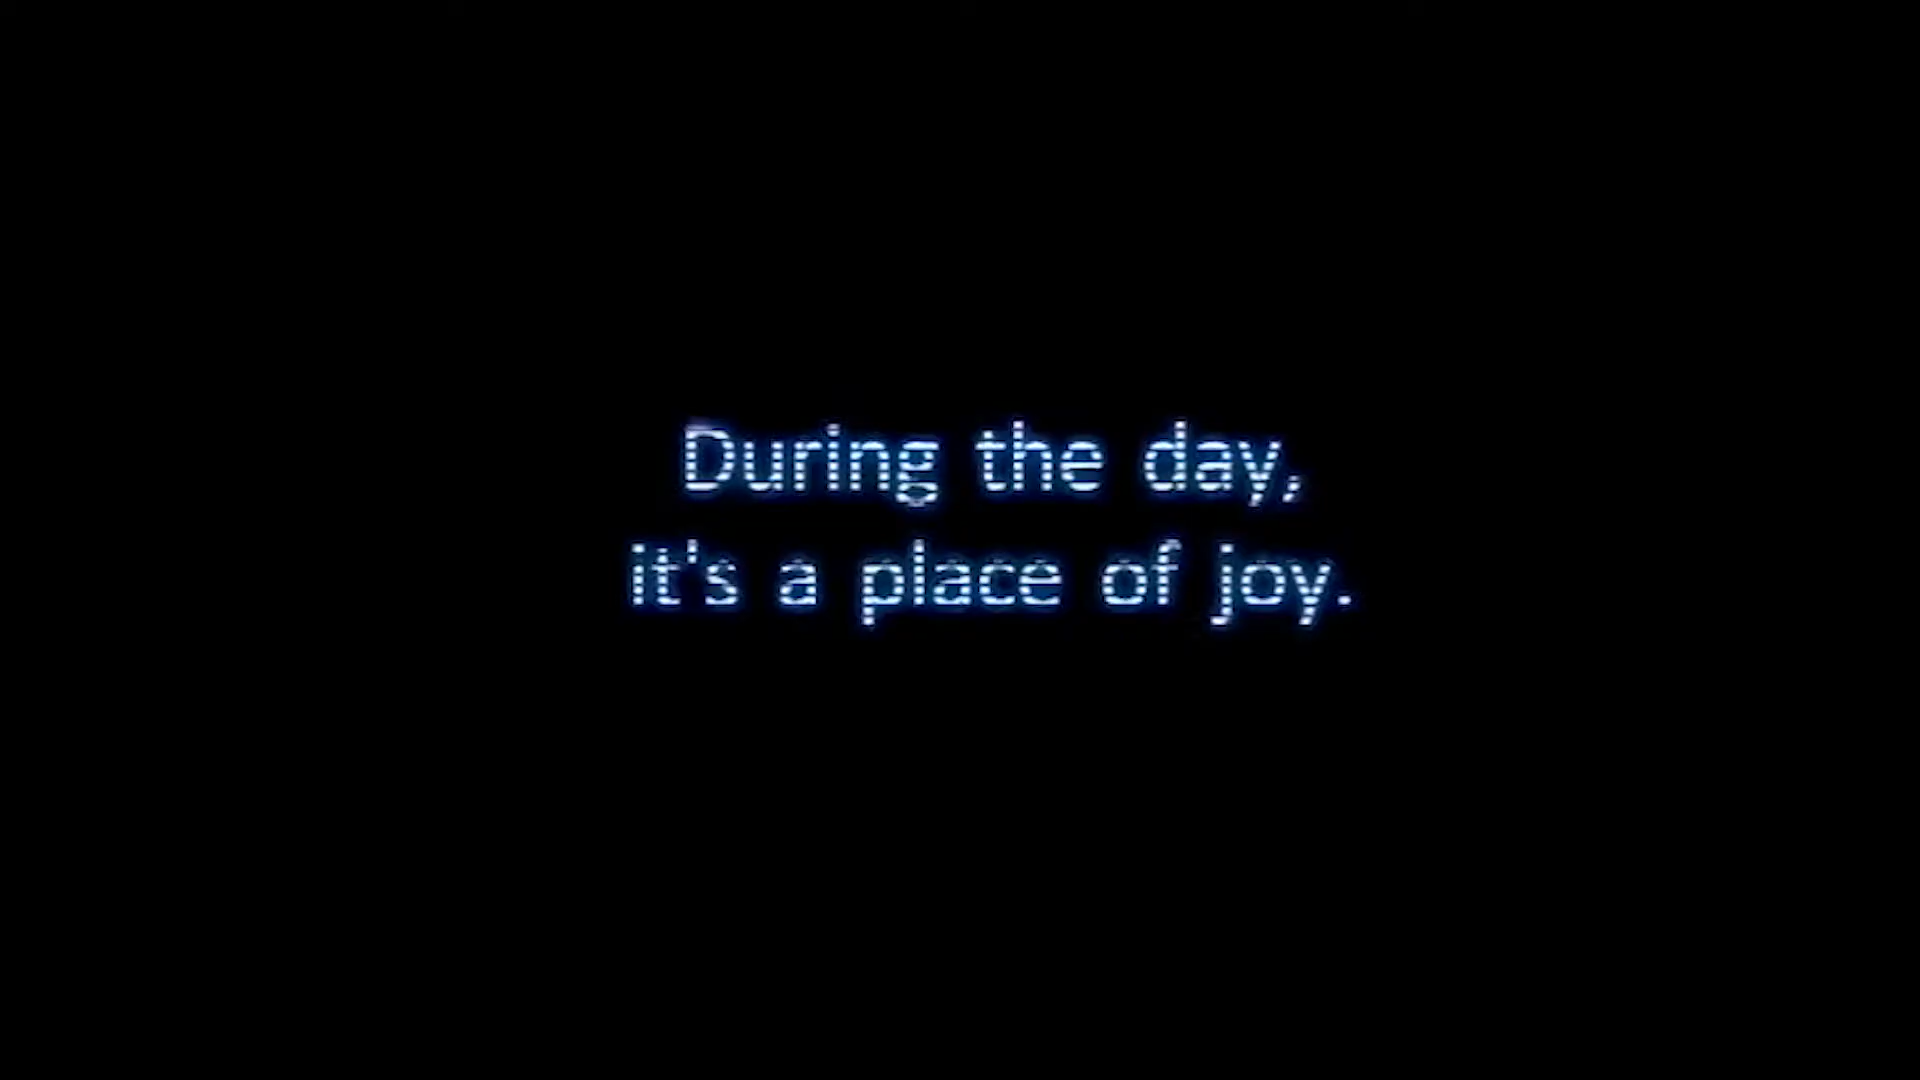 During the day,
it's a place of joy.